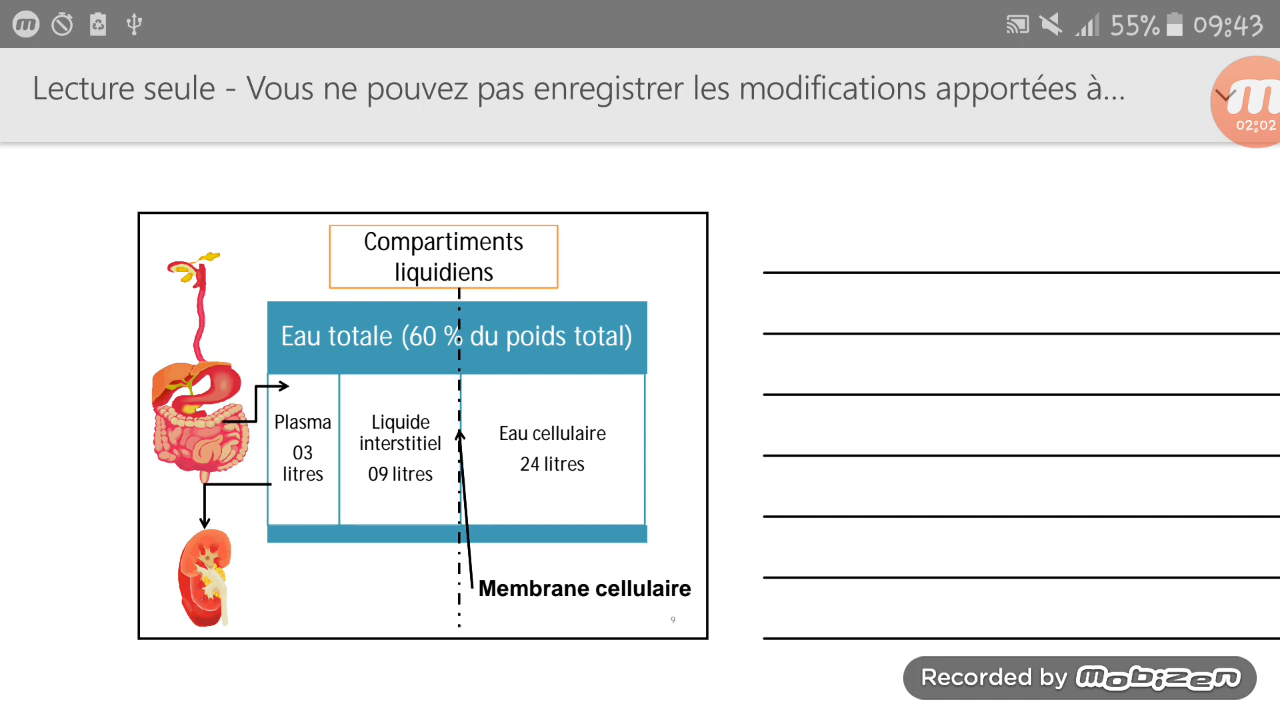 55% 09:43
Lecture seule - Vous ne pouvez pas enregistrer les modifications apportées à...
02:02
Compartiments
liquidiens
Eau totale (60 % du poids total)
Plasma
03
litres
Liquide
interstitiel
09 litres
Eau cellulaire
24 litres
Membrane cellulaire
9
Recorded by mobizen